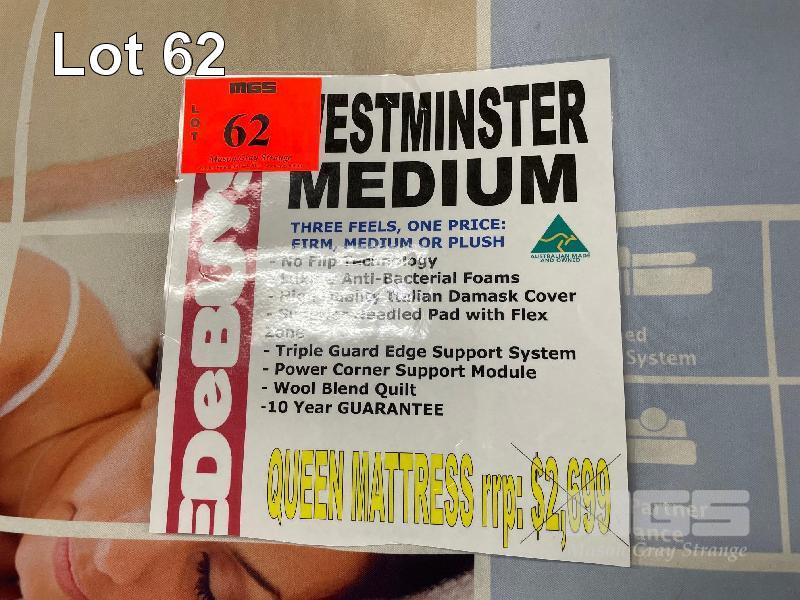 Lot 62
MGS
LOT
62
Mason Gray Strange
WESTMINSTER
MEDIUM
THREE FEELS, ONE PRICE:
FIRM, MEDIUM OR PLUSH
AUSTRALIAN MADE
AND OWNED
- No Flip Technology
Anti-Bacterial Foams
Italian Damask Cover
- Needled Pad with Flex
Zone
- Triple Guard Edge Support System
- Power Corner Support Module
- Wool Blend Quilt
-10 Year GUARANTEE
QUEEN MATTRESS rrp: $2,699
EDeBUYS
System
Partner
MGS
Mason Gray Strange